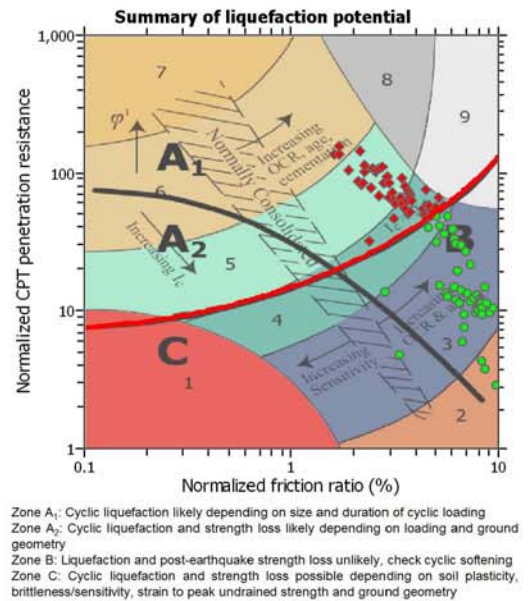 Summary of liquefaction potential
1,000
7
8
9
φ'
Increasing
OCR, age,
cementation
Normally Consolidated
100
A1
6
A2
Increasing Ic
5
Ic
B
10
4
Increasing
OCR & age
3
C
1
Increasing
Sensitivity
2
1
0.1
1
10
Normalized CPT penetration resistance
Normalized friction ratio (%)
Zone A1: Cyclic liquefaction likely depending on size and duration of cyclic loading
Zone A2: Cyclic liquefaction and strength loss likely depending on loading and ground
geometry
Zone B: Liquefaction and post-earthquake strength loss unlikely, check cyclic softening
Zone C: Cyclic liquefaction and strength loss possible depending on soil plasticity,
brittleness/sensitivity, strain to peak undrained strength and ground geometry